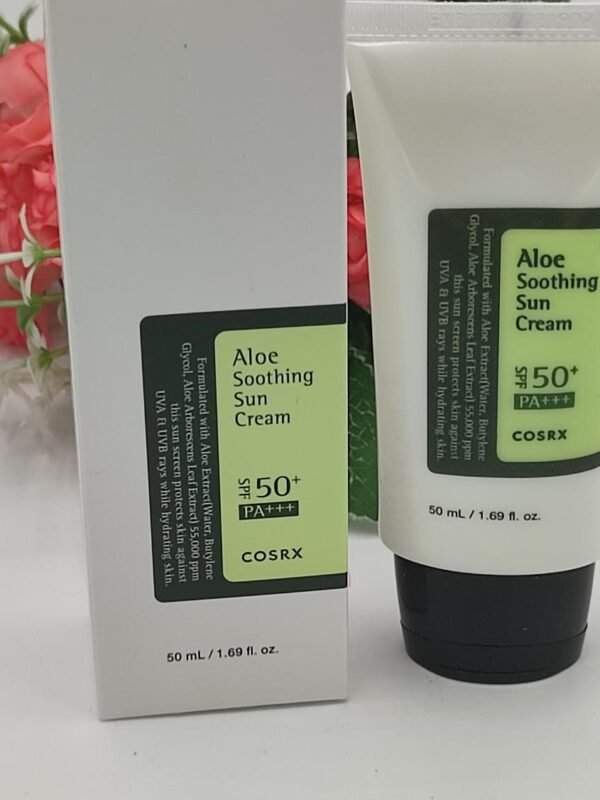 Aloe
Soothing
Sun
Cream
SPF 50+
PA+++
COSRX
Formulated with Aloe Extract(Water, Butylene
Glycol, Aloe Arborescens Leaf Extract) 55,000 ppm
this sun screen protects skin against
UVA & UVB rays while hydrating skin.
50 mL / 1.69 fl. oz.
Aloe
Soothing
Sun
Cream
SPF 50+
PA+++
COSRX
Formulated with Aloe Extract(Water, Butylene
Glycol, Aloe Arborescens Leaf Extract) 55,000 ppm
this sun screen protects skin against
UVA & UVB rays while hydrating skin.
50 mL / 1.69 fl. oz.